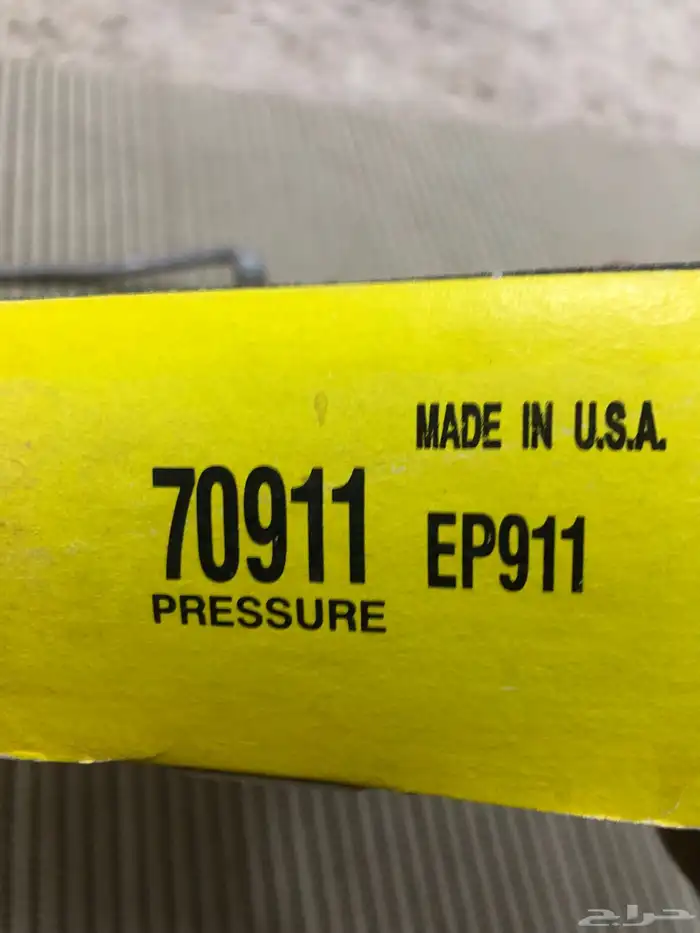 MADE IN U.S.A.
70911 EP911
PRESSURE
حراج